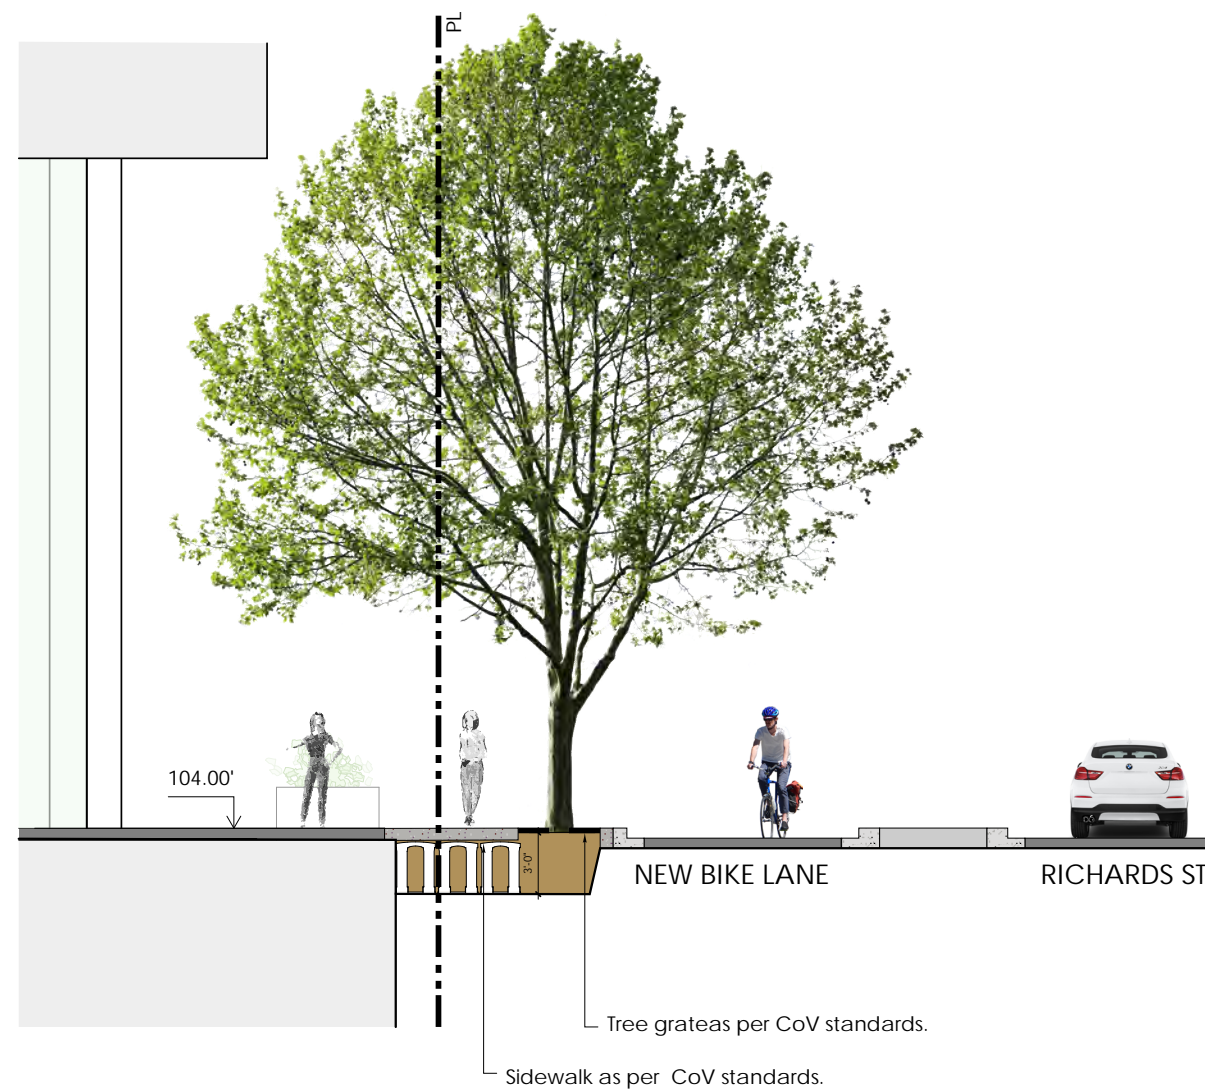 PL
104.00'
3'-0"
NEW BIKE LANE
RICHARDS ST
Tree grateas per CoV standards.
Sidewalk as per CoV standards.